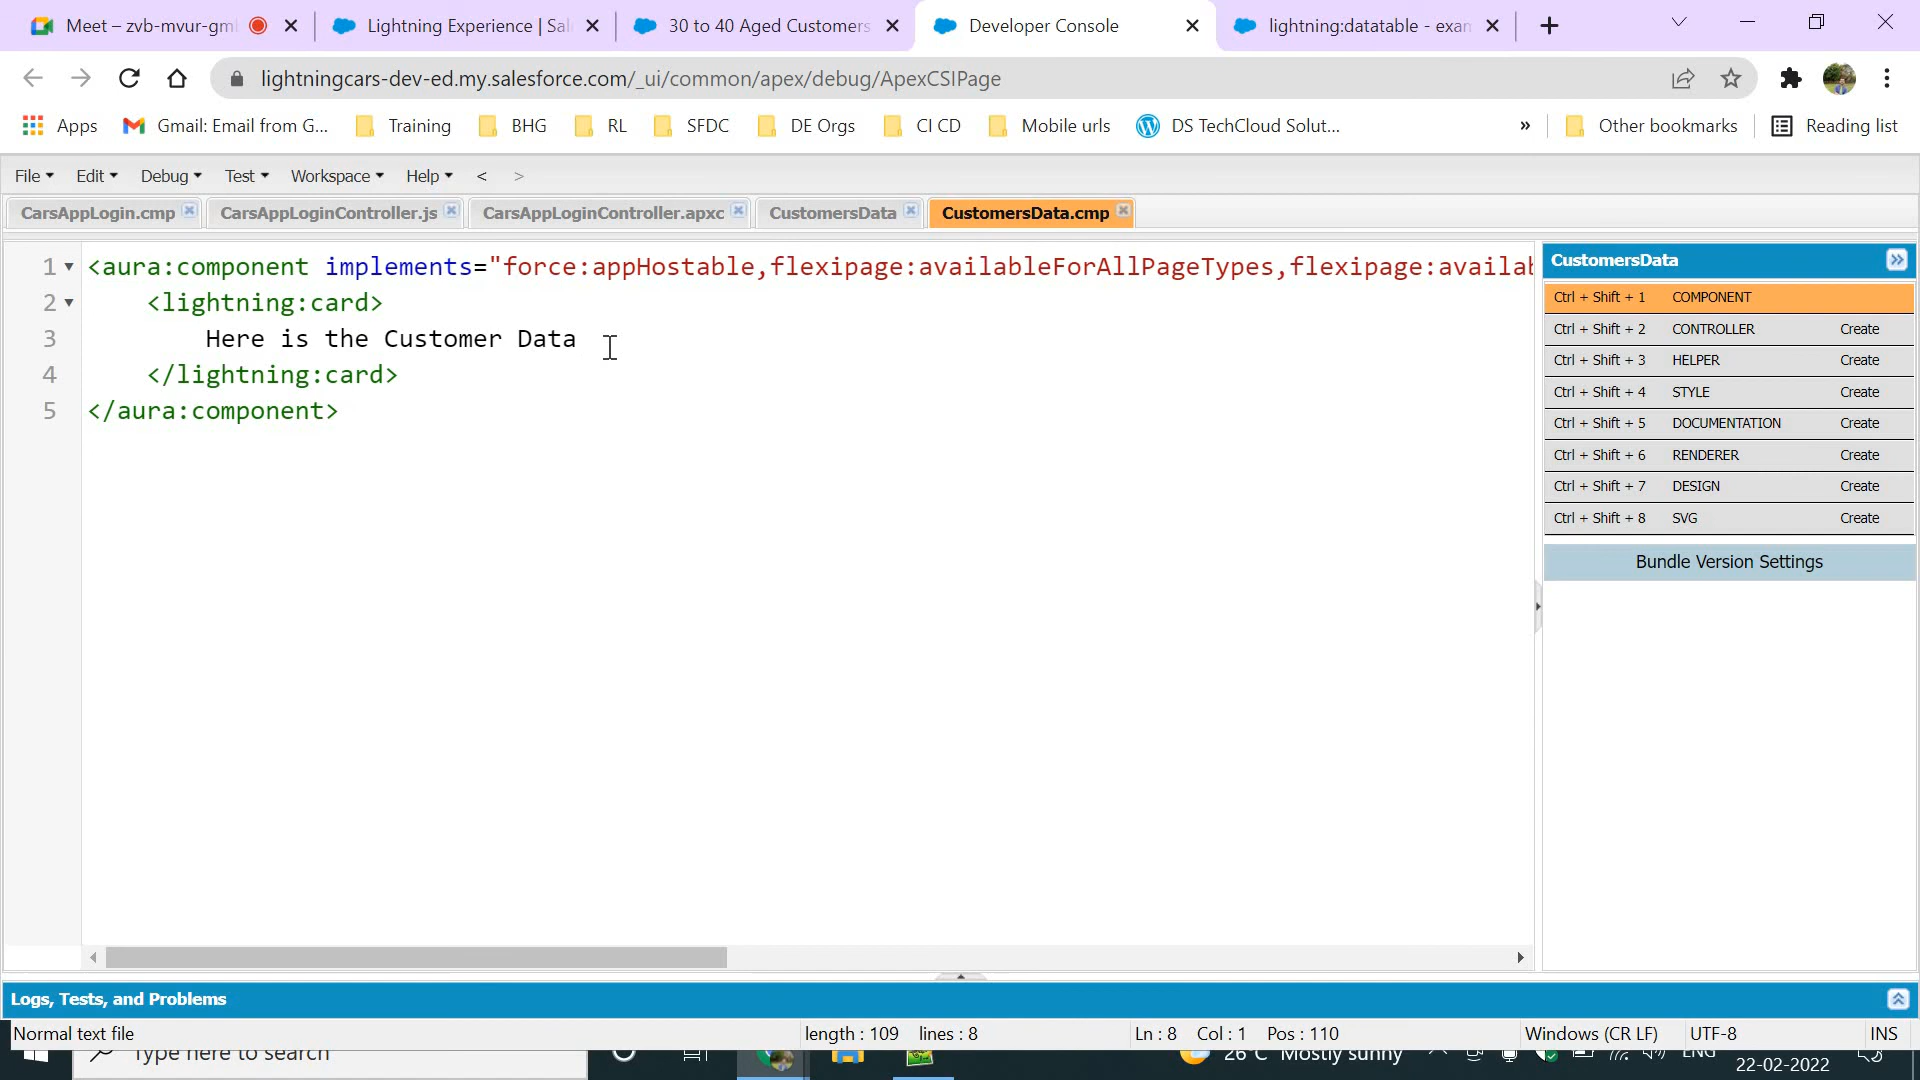 Meet – zvb-mvur-gml
Lightning Experience | Sal
30 to 40 Aged Customers
Developer Console
lightning:datatable - exam
lightningcars-dev-ed.my.salesforce.com/_ui/common/apex/debug/ApexCSIPage
Apps
Gmail: Email from G...
Training
BHG
RL
SFDC
DE Orgs
CI CD
Mobile urls
DS TechCloud Solut...
»
Other bookmarks
Reading list
File
Edit
Debug
Test
Workspace
Help
<
>
CarsAppLogin.cmp
CarsAppLoginController.js
CarsAppLoginController.apxc
CustomersData
CustomersData.cmp
1 <aura:component implements="force:appHostable,flexipage:availableForAllPageTypes,flexipage:availab
2 <lightning:card>
3 Here is the Customer Data
4 </lightning:card>
5 </aura:component>
CustomersData
Ctrl + Shift + 1 COMPONENT
Ctrl + Shift + 2 CONTROLLER Create
Ctrl + Shift + 3 HELPER Create
Ctrl + Shift + 4 STYLE Create
Ctrl + Shift + 5 DOCUMENTATION Create
Ctrl + Shift + 6 RENDERER Create
Ctrl + Shift + 7 DESIGN Create
Ctrl + Shift + 8 SVG Create
Bundle Version Settings
Logs, Tests, and Problems
Normal text file
length : 109 lines : 8
Ln : 8 Col : 1 Pos : 110
Windows (CR LF)
UTF-8
INS
Type here to search
26°C Mostly sunny
ENG
22-02-2022